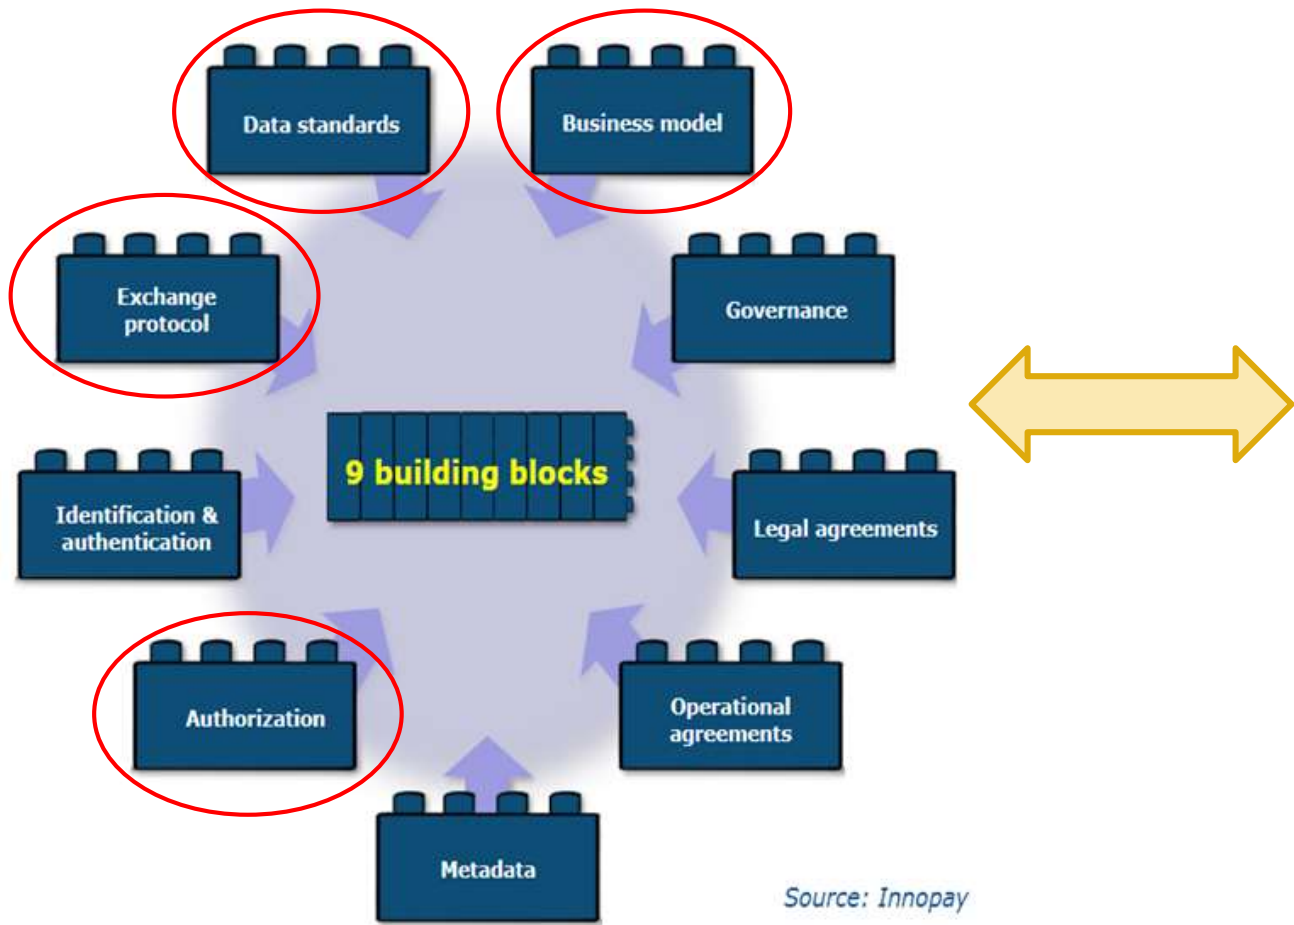 Data standards
Business model
Exchange
protocol
Governance
9 building blocks
Identification &
authentication
Legal agreements
Authorization
Operational
agreements
Metadata
Source: Innopay